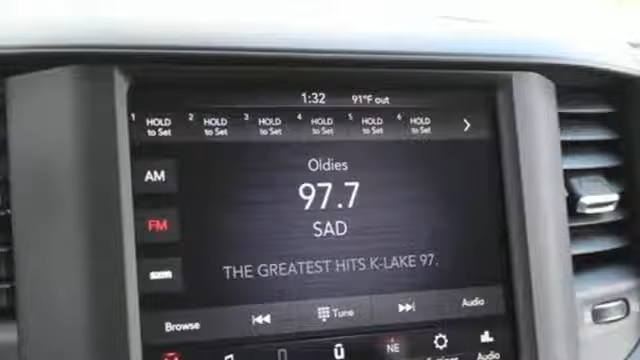 1:32 91°F out
1 HOLD to Set 2 HOLD to Set 3 HOLD to Set 4 HOLD to Set 5 HOLD to Set 6 HOLD to Set
Oldies
AM
97.7
FM
SAD
sxm
THE GREATEST HITS K-LAKE 97.
Browse Tune Audio
NE
Audio